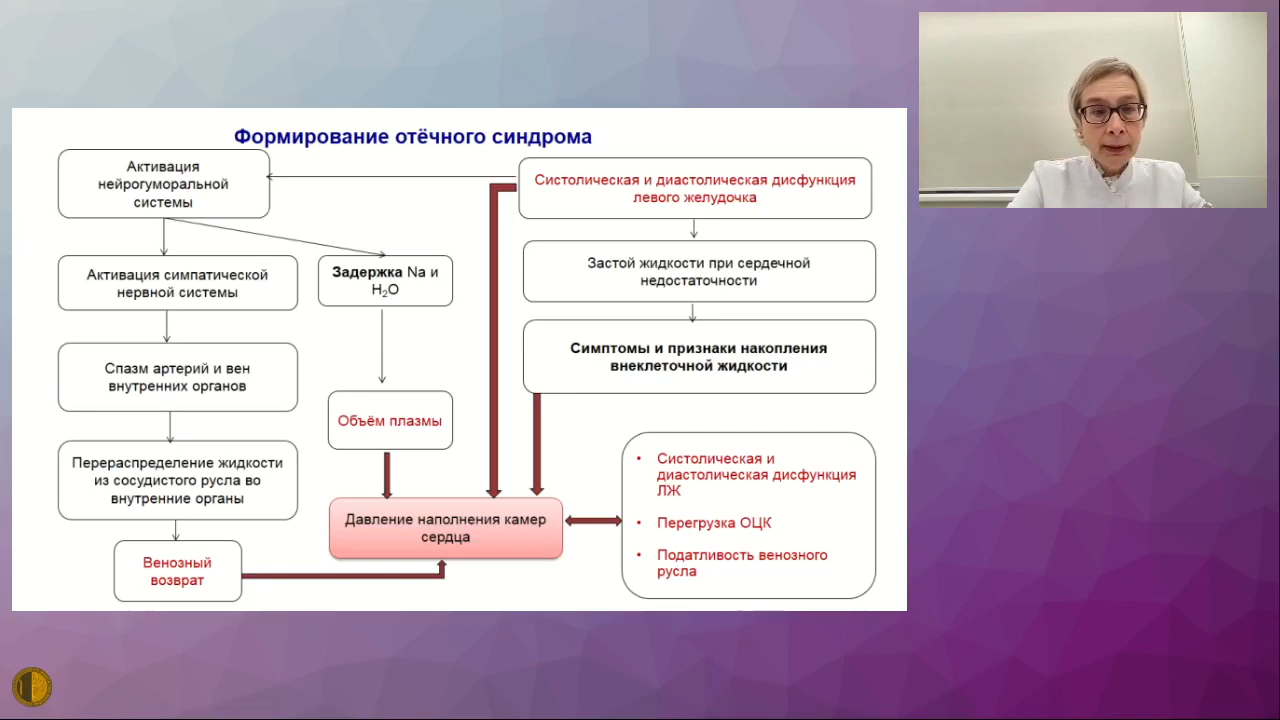 Формирование отёчного синдрома
Активация
нейрогуморальной
системы
Систолическая и диастолическая дисфункция
левого желудочка
Активация симпатической
нервной системы
Задержка Na и
H₂O
Застой жидкости при сердечной
недостаточности
Спазм артерий и вен
внутренних органов
Симптомы и признаки накопления
внеклеточной жидкости
Объём плазмы
Перераспределение жидкости
из сосудистого русла во
внутренние органы
Венозный
возврат
Давление наполнения камер
сердца
• Систолическая и
диастолическая дисфункция
ЛЖ
• Перегрузка ОЦК
• Податливость венозного
русла